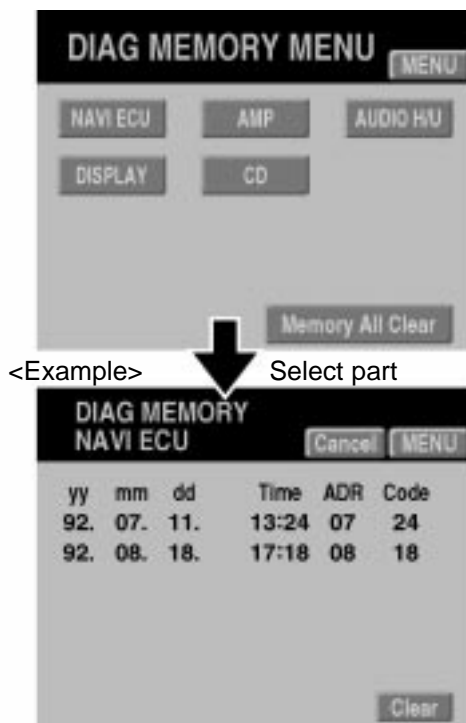 DIAG MEMORY MENU MENU
NAVI ECU AMP AUDIO H/U
DISPLAY CD
Memory All Clear
<Example> Select part
DIAG MEMORY
NAVI ECU Cancel MENU
yy mm dd Time ADR Code
92. 07. 11. 13:24 07 24
92. 08. 18. 17:18 08 18
Clear